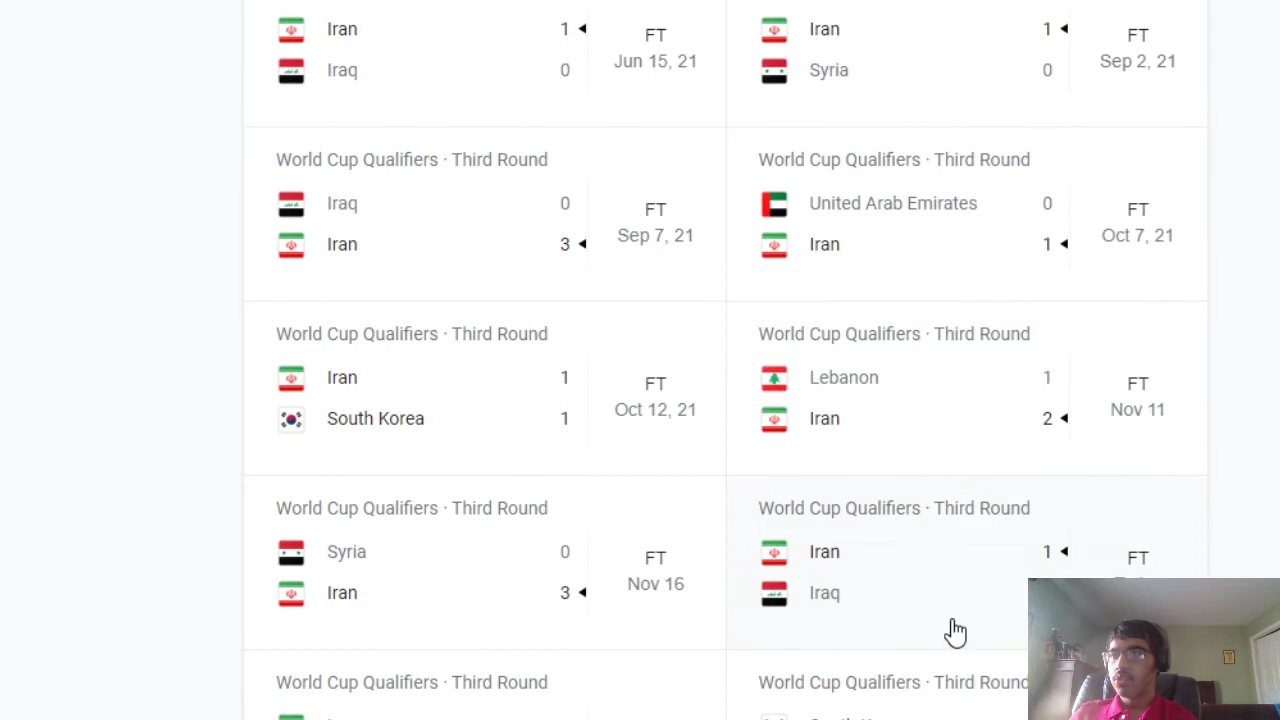 Iran 1
Iraq 0
FT
Jun 15, 21
Iran 1
Syria 0
FT
Sep 2, 21
World Cup Qualifiers · Third Round
Iraq 0
Iran 3
FT
Sep 7, 21
World Cup Qualifiers · Third Round
United Arab Emirates 0
Iran 1
FT
Oct 7, 21
World Cup Qualifiers · Third Round
Iran 1
South Korea 1
FT
Oct 12, 21
World Cup Qualifiers · Third Round
Lebanon 1
Iran 2
FT
Nov 11
World Cup Qualifiers · Third Round
Syria 0
Iran 3
FT
Nov 16
World Cup Qualifiers · Third Round
Iran 1
Iraq
FT
World Cup Qualifiers · Third Round
World Cup Qualifiers · Third Round